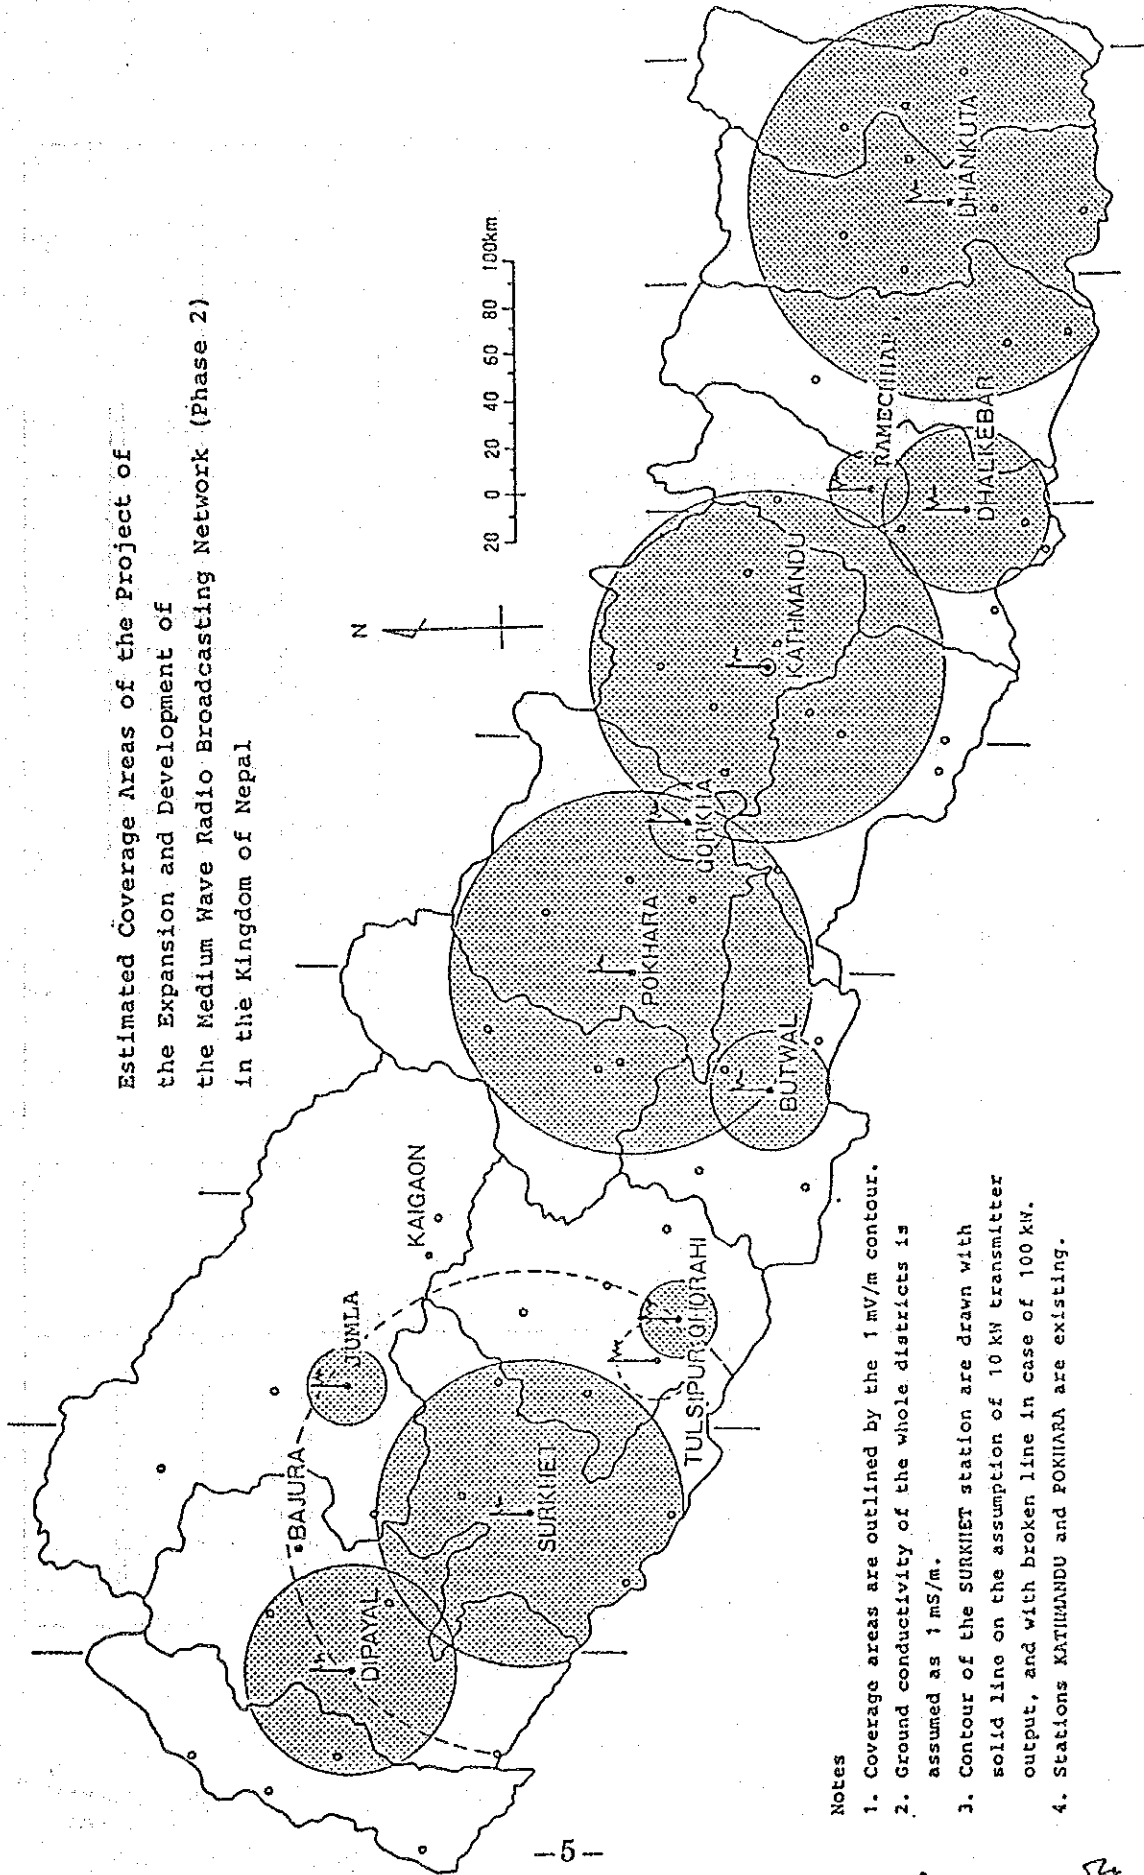 Estimated Coverage Areas of the Project of
the Expansion and Development of
the Medium Wave Radio Broadcasting Network (Phase 2)
in the Kingdom of Nepal
N
20 0 20 40 60 80 100km
DIPAYAL
BAJURA
JUMLA
KAIGAON
SURKHET
TULSIPUR
GHORAHI
POKHARA
BUTWAL
GORKHA
KATHMANDU
RAMECHHAP
DHALKEBAR
DHANKUTA
Notes
1. Coverage areas are outlined by the 1mV/m contour.
2. Ground conductivity of the whole districts is
assumed as 1 mS/m.
3. Contour of the SURKHET station are drawn with
solid line on the assumption of 10 kW transmitter
output, and with broken line in case of 100 kW.
4. Stations KATHMANDU and POKHARA are existing.
-5-